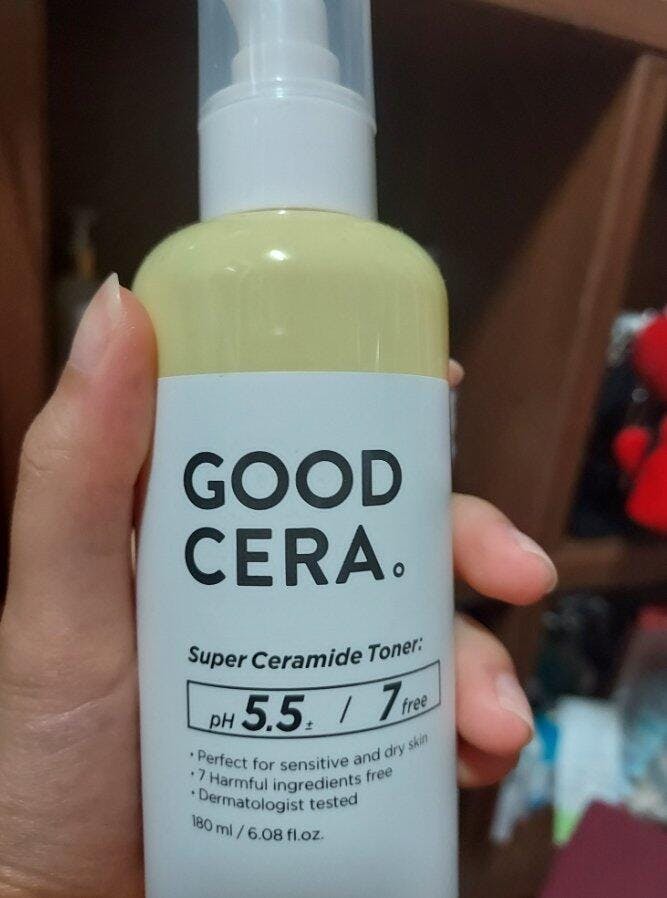 GOOD
CERA.
Super Ceramide Toner:
pH 5.5± / 7 free
• Perfect for sensitive and dry skin
• 7 Harmful ingredients free
• Dermatologist tested
180 ml / 6.08 fl.oz.